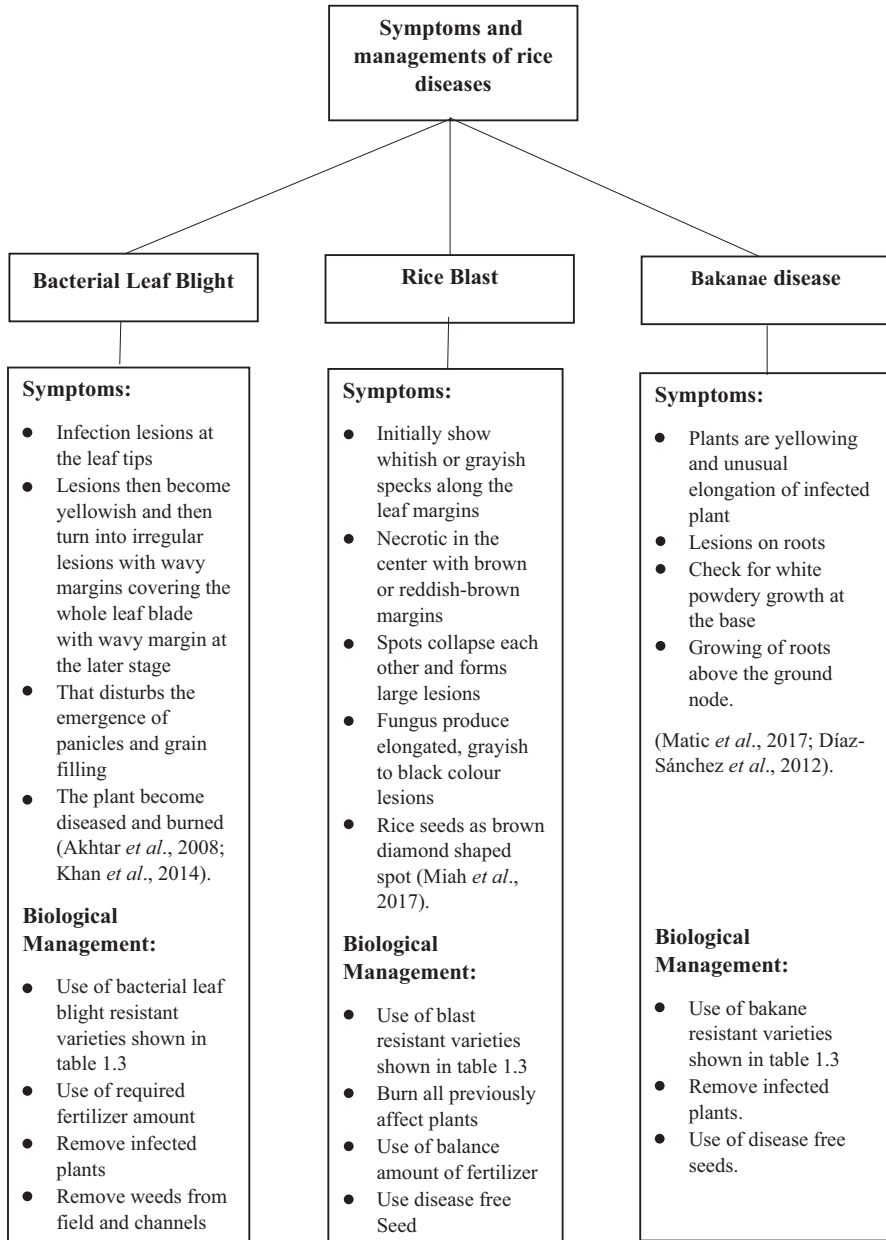 Symptoms and
managements of rice
diseases
Bacterial Leaf Blight
Rice Blast
Bakanae disease
Symptoms:
● Infection lesions at
the leaf tips
● Lesions then become
yellowish and then
turn into irregular
lesions with wavy
margins covering the
whole leaf blade
with wavy margin at
the later stage
● That disturbs the
emergence of
panicles and grain
filling
● The plant become
diseased and burned
(Akhtar et al., 2008;
Khan et al., 2014).
Biological
Management:
● Use of bacterial leaf
blight resistant
varieties shown in
table 1.3
● Use of required
fertilizer amount
● Remove infected
plants
● Remove weeds from
field and channels
Symptoms:
● Initially show
whitish or grayish
specks along the
leaf margins
● Necrotic in the
center with brown
or reddish-brown
margins
● Spots collapse each
other and forms
large lesions
● Fungus produce
elongated, grayish
to black colour
lesions
● Rice seeds as brown
diamond shaped
spot (Miah et al.,
2017).
Biological
Management:
● Use of blast
resistant varieties
shown in table 1.3
● Burn all previously
affect plants
● Use of balance
amount of fertilizer
● Use disease free
Seed
Symptoms:
● Plants are yellowing
and unusual
elongation of infected
plant
● Lesions on roots
● Check for white
powdery growth at
the base
● Growing of roots
above the ground
node.
(Matic et al., 2017; Díaz-
Sánchez et al., 2012).
Biological
Management:
● Use of bakane
resistant varieties
shown in table 1.3
● Remove infected
plants.
● Use of disease free
seeds.